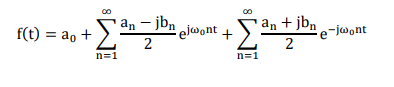 f(t) = a₀ + ∑_{n=1}^{∞} (aₙ − jbₙ)/2 · e^{jω₀nt} + ∑_{n=1}^{∞} (aₙ + jbₙ)/2 · e^{−jω₀nt}